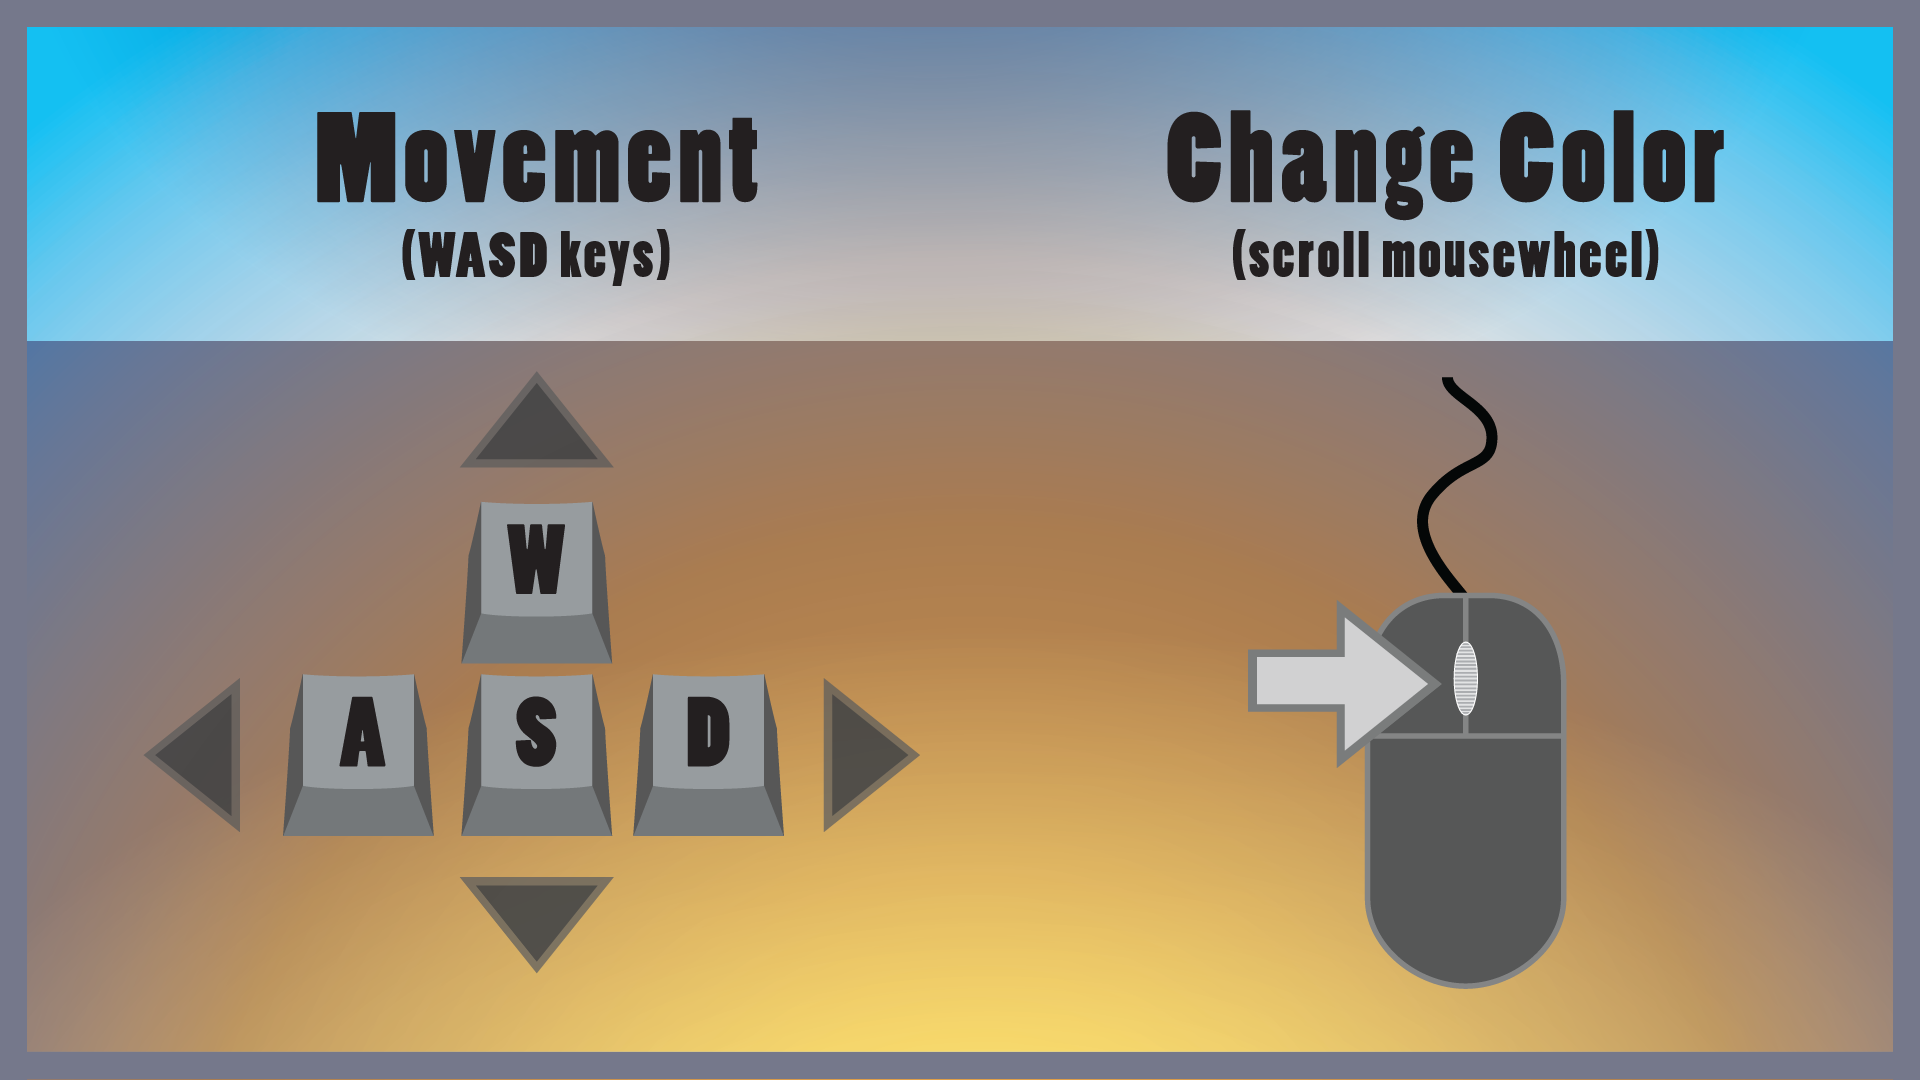 Movement
(WASD keys)
Change Color
(scroll mousewheel)
W
A S D